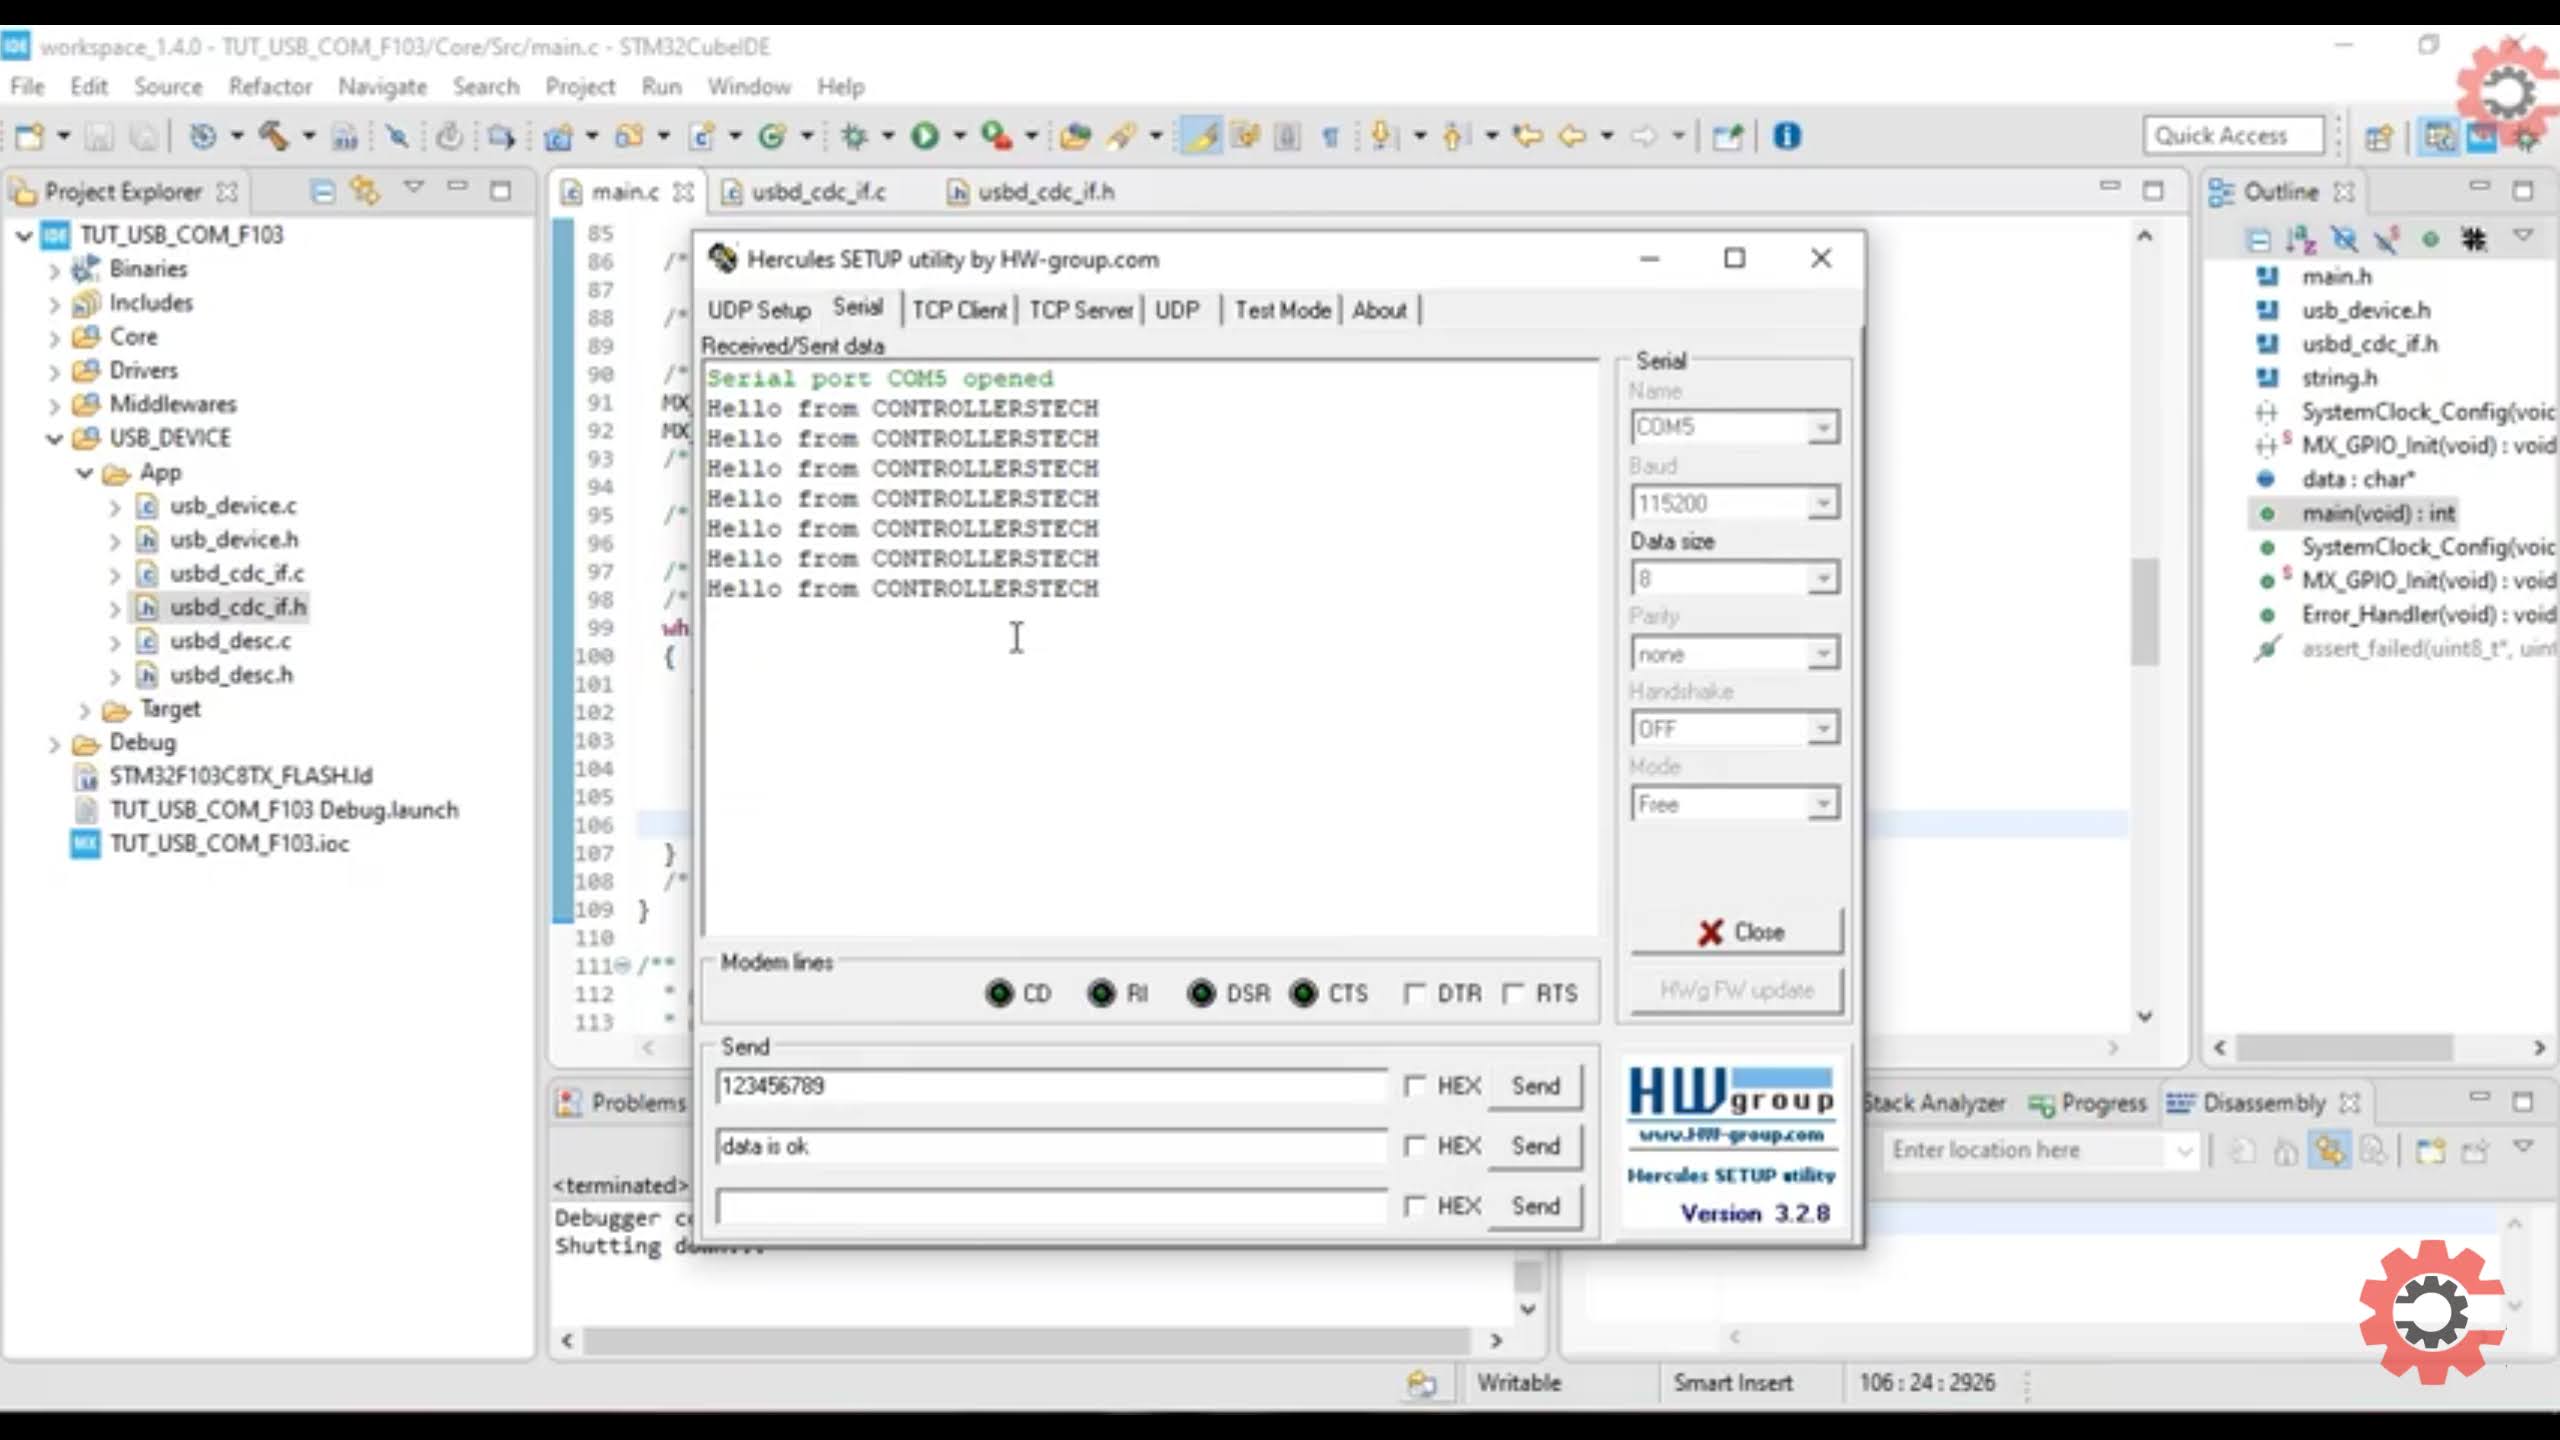 workspace_1.4.0 - TUT_USB_COM_F103/Core/Src/main.c - STM32CubeIDE
File Edit Source Refactor Navigate Search Project Run Window Help
Quick Access
Project Explorer
TUT_USB_COM_F103
Binaries
Includes
Core
Drivers
Middlewares
USB_DEVICE
App
usb_device.c
usb_device.h
usbd_cdc_if.c
usbd_cdc_if.h
usbd_desc.c
usbd_desc.h
Target
Debug
STM32F103C8TX_FLASH.ld
TUT_USB_COM_F103 Debug.launch
TUT_USB_COM_F103.ioc
main.c usbd_cdc_if.c usbd_cdc_if.h
85
86 /*
87
88 /*
89
90 /*
91 MX_
92 MX_
93 /*
94
95 /*
96
97 /*
98 /*
99 wh
100 {
101
102
103
104
105
106
107 }
108 /*
109 }
110
111 /**
112 *
113 *
Hercules SETUP utility by HW-group.com
UDP Setup Serial TCP Client TCP Server UDP Test Mode About
Received/Sent data
Serial port COM5 opened
Hello from CONTROLLERSTECH
Hello from CONTROLLERSTECH
Hello from CONTROLLERSTECH
Hello from CONTROLLERSTECH
Hello from CONTROLLERSTECH
Hello from CONTROLLERSTECH
Hello from CONTROLLERSTECH
Serial
Name
COM5
Baud
115200
Data size
8
Parity
none
Handshake
OFF
Mode
Free
Close
HWg FW update
Modem lines
CD RI DSR CTS DTR RTS
Send
123456789 HEX Send
data is ok HEX Send
HEX Send
HW group
www.HW-group.com
Hercules SETUP utility
Version 3.2.8
Outline
main.h
usb_device.h
usbd_cdc_if.h
string.h
SystemClock_Config(voic
MX_GPIO_Init(void) : void
data : char*
main(void) : int
SystemClock_Config(voic
MX_GPIO_Init(void) : void
Error_Handler(void) : void
assert_failed(uint8_t*, uint
Problems
<terminated>
Debugger c
Shutting down...
Stack Analyzer Progress Disassembly
Enter location here
Writable Smart Insert 106 : 24 : 2926